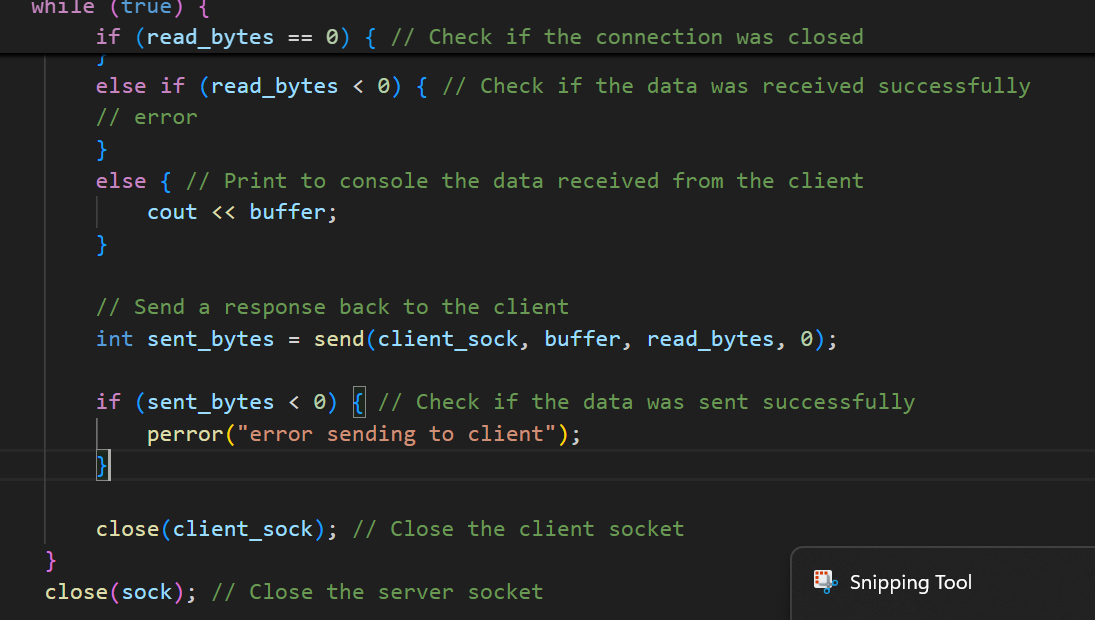 while (true) {
if (read_bytes == 0) { // Check if the connection was closed
}
else if (read_bytes < 0) { // Check if the data was received successfully
// error
}
else { // Print to console the data received from the client
cout << buffer;
}
// Send a response back to the client
int sent_bytes = send(client_sock, buffer, read_bytes, 0);
if (sent_bytes < 0) { // Check if the data was sent successfully
perror("error sending to client");
}
close(client_sock); // Close the client socket
}
close(sock); // Close the server socket
Snipping Tool